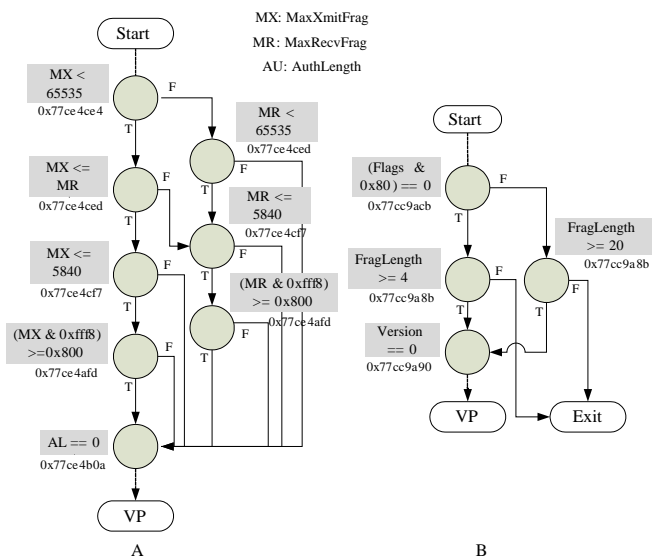 MX: MaxXmitFrag
MR: MaxRecvFrag
AU: AuthLength
Start
MX <
65535
0x77ce4ce4
F
T
MR <
65535
0x77ce4ced
F
T
MX <=
MR
0x77ce4ced
F
T
MR <=
5840
0x77ce4cf7
F
T
MX <=
5840
0x77ce4cf7
F
T
(MR & 0xfff8)
>= 0x800
0x77ce4afd
F
T
(MX & 0xfff8)
>=0x800
0x77ce4afd
F
T
AL == 0
0x77ce4b0a
VP
A
Start
(Flags &
0x80) == 0
0x77cc9acb
F
T
FragLength
>= 20
0x77cc9a8b
F
T
FragLength
>= 4
0x77cc9a8b
F
T
Version
== 0
0x77cc9a90
VP
Exit
B